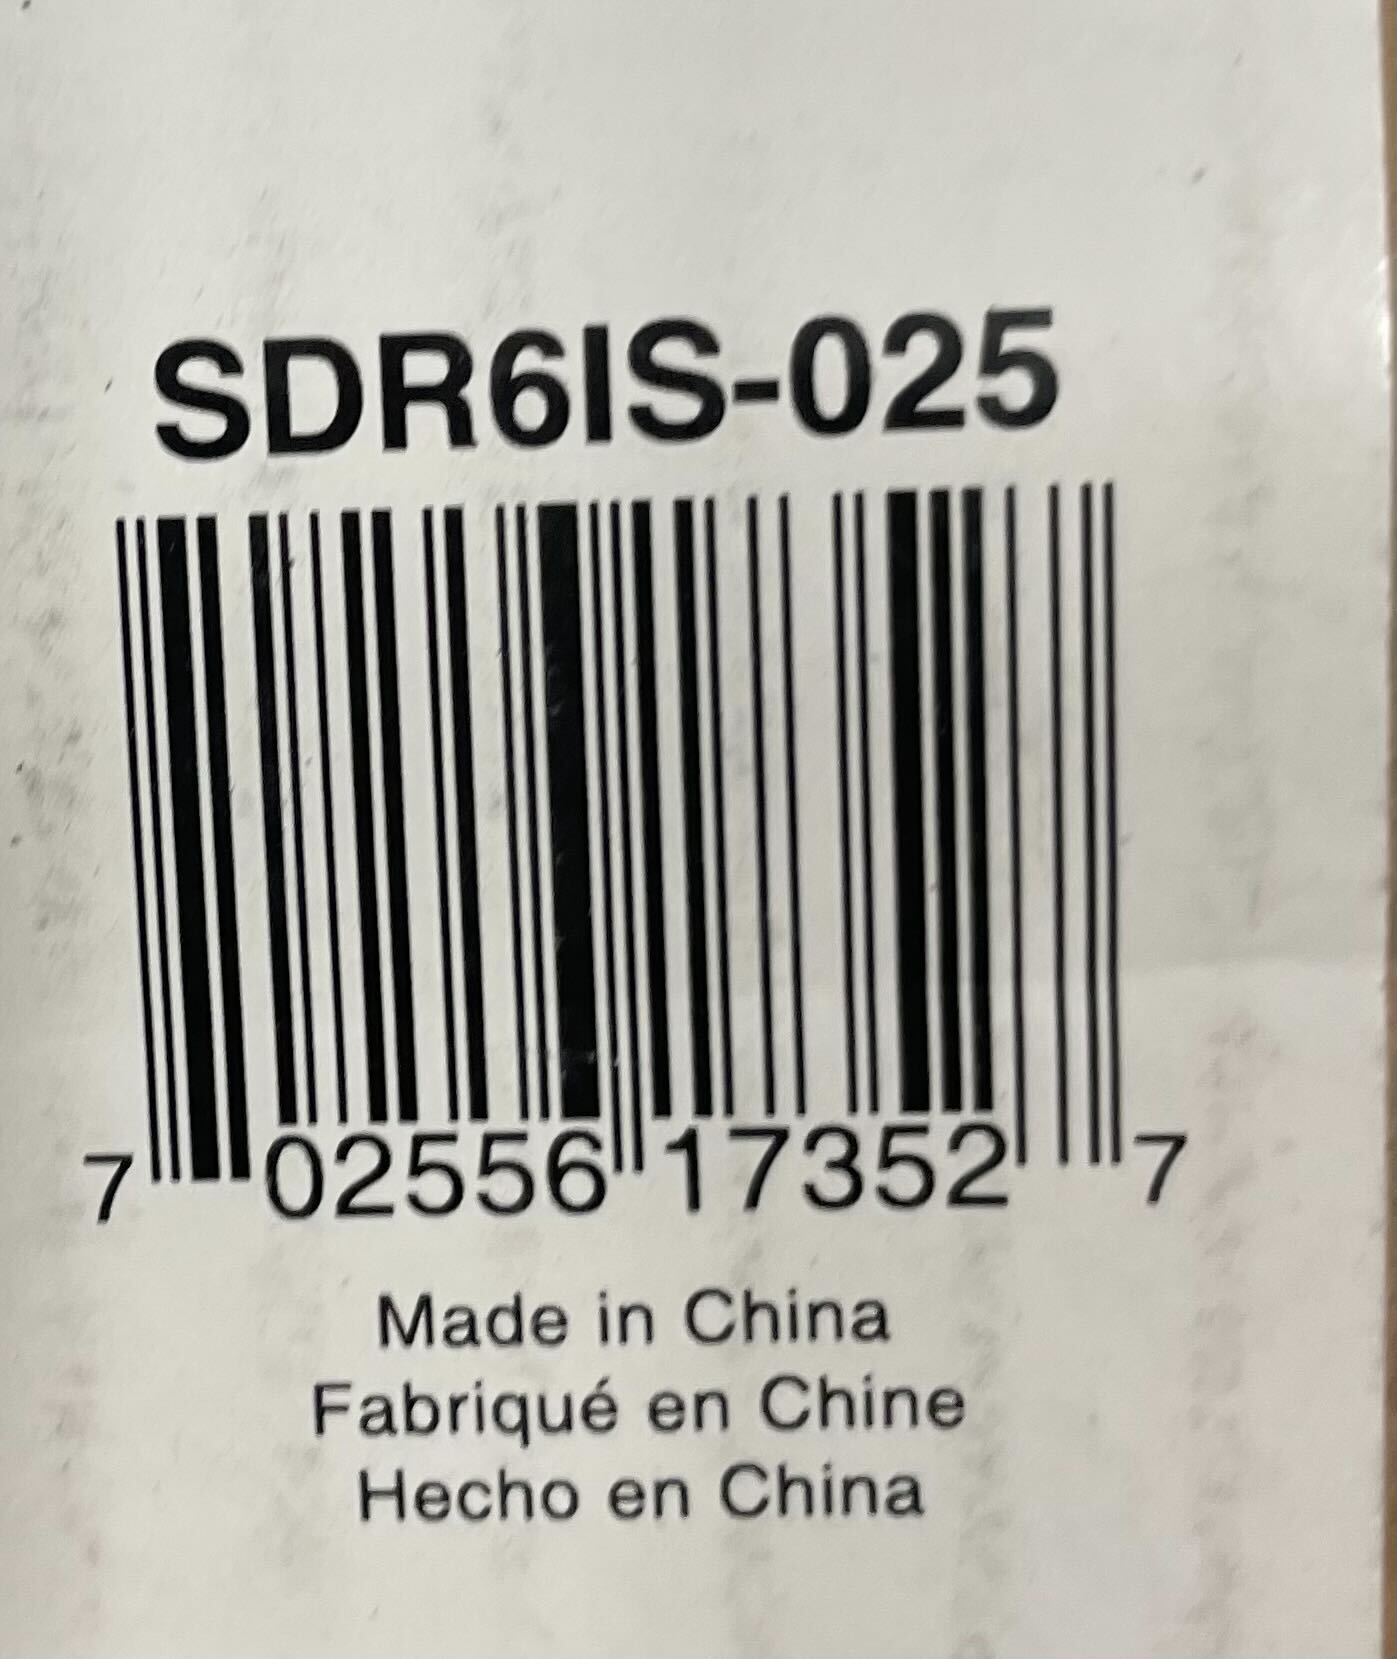 SDR6IS-025
7 02556 17352 7
Made in China
Fabriqué en Chine
Hecho en China